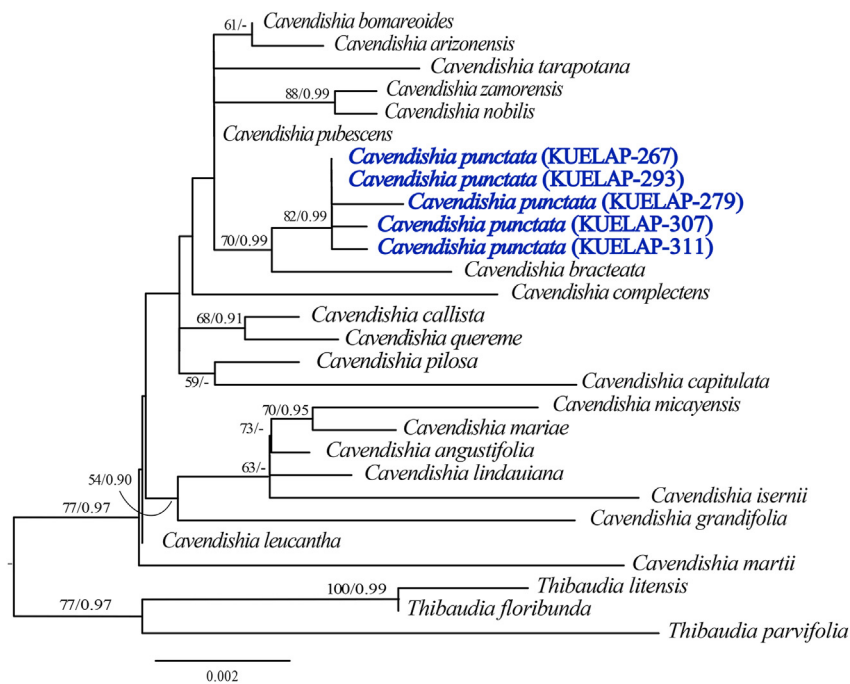 61/-
Cavendishia bomareoides
Cavendishia arizonensis
Cavendishia tarapotana
88/0.99
Cavendishia zamorensis
Cavendishia nobilis
Cavendishia pubescens
Cavendishia punctata (KUELAP-267)
Cavendishia punctata (KUELAP-293)
Cavendishia punctata (KUELAP-279)
82/0.99
Cavendishia punctata (KUELAP-307)
70/0.99
Cavendishia punctata (KUELAP-311)
Cavendishia bracteata
Cavendishia complectens
68/0.91
Cavendishia callista
Cavendishia quereme
Cavendishia pilosa
59/-
Cavendishia capitulata
70/0.95
Cavendishia micayensis
73/-
Cavendishia mariae
Cavendishia angustifolia
63/-
Cavendishia lindauiana
54/0.90
Cavendishia isernii
77/0.97
Cavendishia grandifolia
Cavendishia leucantha
Cavendishia martii
100/0.99
Thibaudia litensis
77/0.97
Thibaudia floribunda
Thibaudia parvifolia
0.002